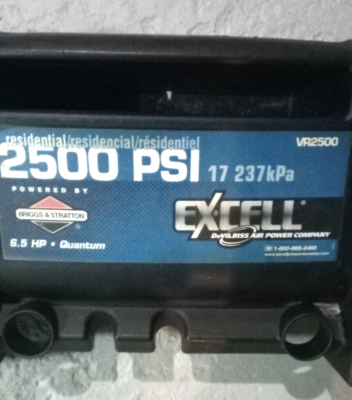 residential/residencial/résidentiel VR2500
2500 PSI 17 237kPa
POWERED BY
BRIGGS & STRATTON
EXCELL
DeVILBISS AIR POWER COMPANY
6.5 HP • Quantum